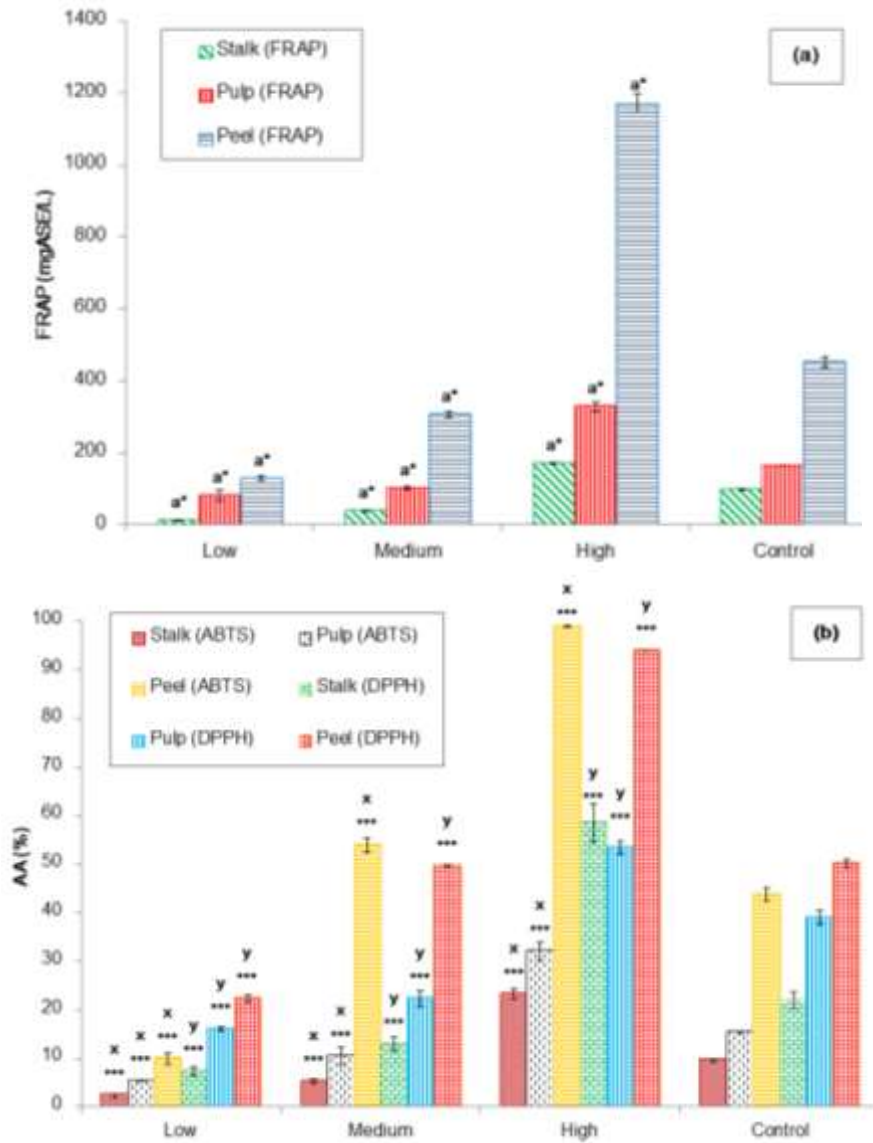 1400
1200
1000
800
600
400
200
0
FRAP (mgASE/L)
Stalk (FRAP)
Pulp (FRAP)
Peel (FRAP)
(a)
a* a* a*
a* a* a*
a* a* a*
Low Medium High Control
100
90
80
70
60
50
40
30
20
10
0
AA (%)
Stalk (ABTS) Pulp (ABTS)
Peel (ABTS) Stalk (DPPH)
Pulp (DPPH) Peel (DPPH)
(b)
x x x y y y
*** *** *** *** *** ***
x x x y y y
*** *** *** *** *** ***
x x x y y y
*** *** *** *** *** ***
Low Medium High Control